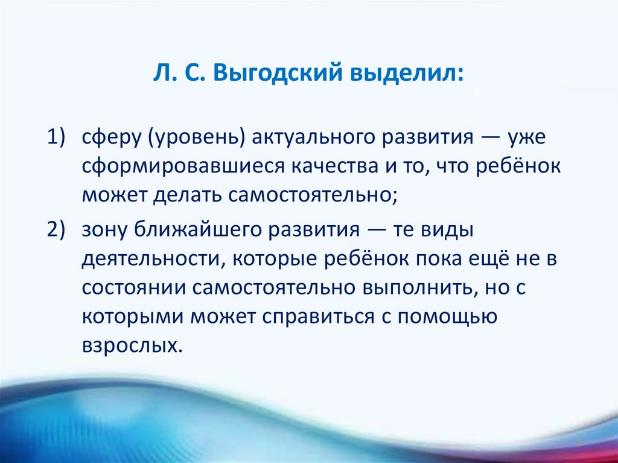 Л. С. Выгодский выделил:
1) сферу (уровень) актуального развития — уже
сформировавшиеся качества и то, что ребёнок
может делать самостоятельно;
2) зону ближайшего развития — те виды
деятельности, которые ребёнок пока ещё не в
состоянии самостоятельно выполнить, но с
которыми может справиться с помощью
взрослых.